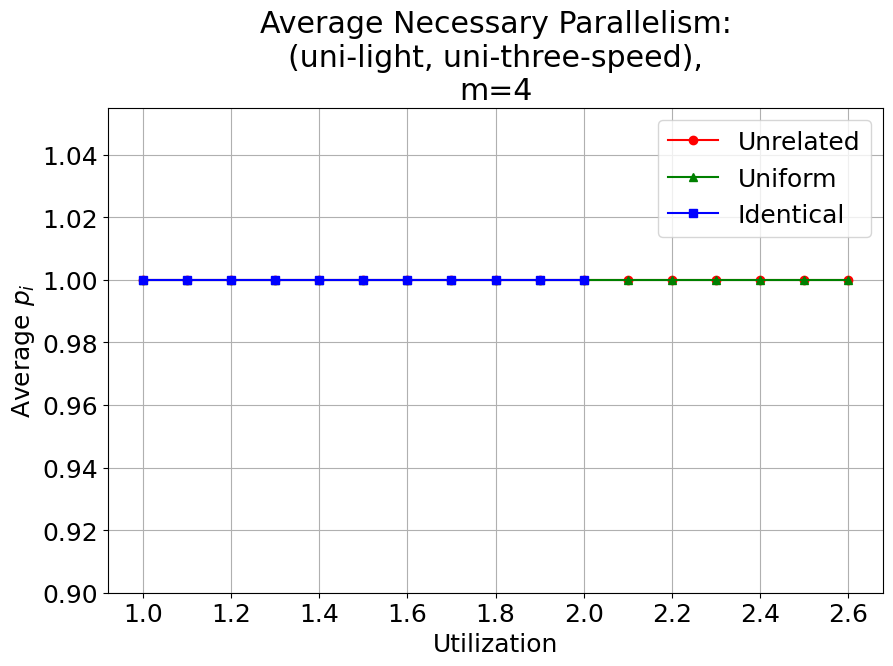 Average Necessary Parallelism:
(uni-light, uni-three-speed),
m=4
Unrelated
Uniform
Identical
1.04
1.02
1.00
0.98
0.96
0.94
0.92
0.90
Average $p_i$
1.0 1.2 1.4 1.6 1.8 2.0 2.2 2.4 2.6
Utilization